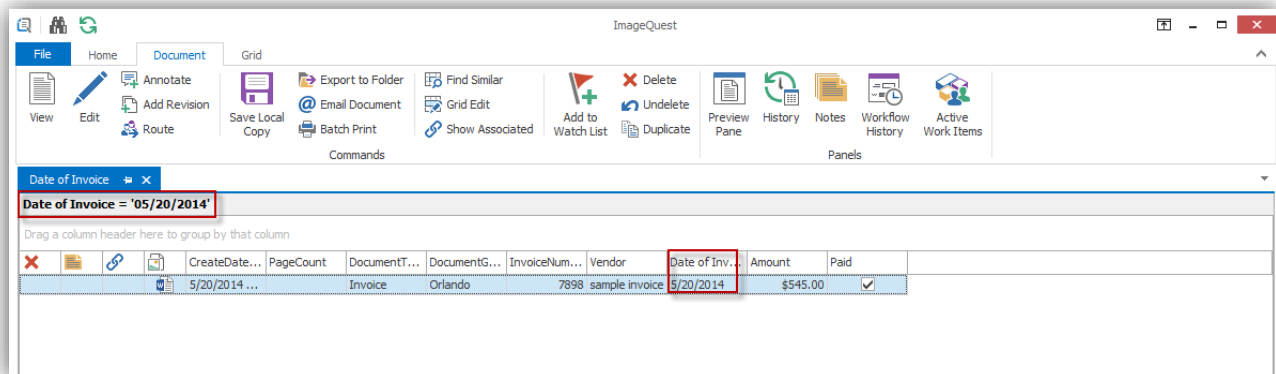 ImageQuest
File Home Document Grid
View
Edit
Annotate
Add Revision
Route
Save Local
Copy
Export to Folder
Email Document
Batch Print
Find Similar
Grid Edit
Show Associated
Add to
Watch List
Delete
Undelete
Duplicate
Commands
Preview
Pane
History
Notes
Workflow
History
Active
Work Items
Panels
Date of Invoice
Date of Invoice = '05/20/2014'
Drag a column header here to group by that column
CreateDate... PageCount DocumentT... DocumentG... InvoiceNum... Vendor Date of Inv... Amount Paid
5/20/2014 ... Invoice Orlando 7898 sample invoice 5/20/2014 $545.00